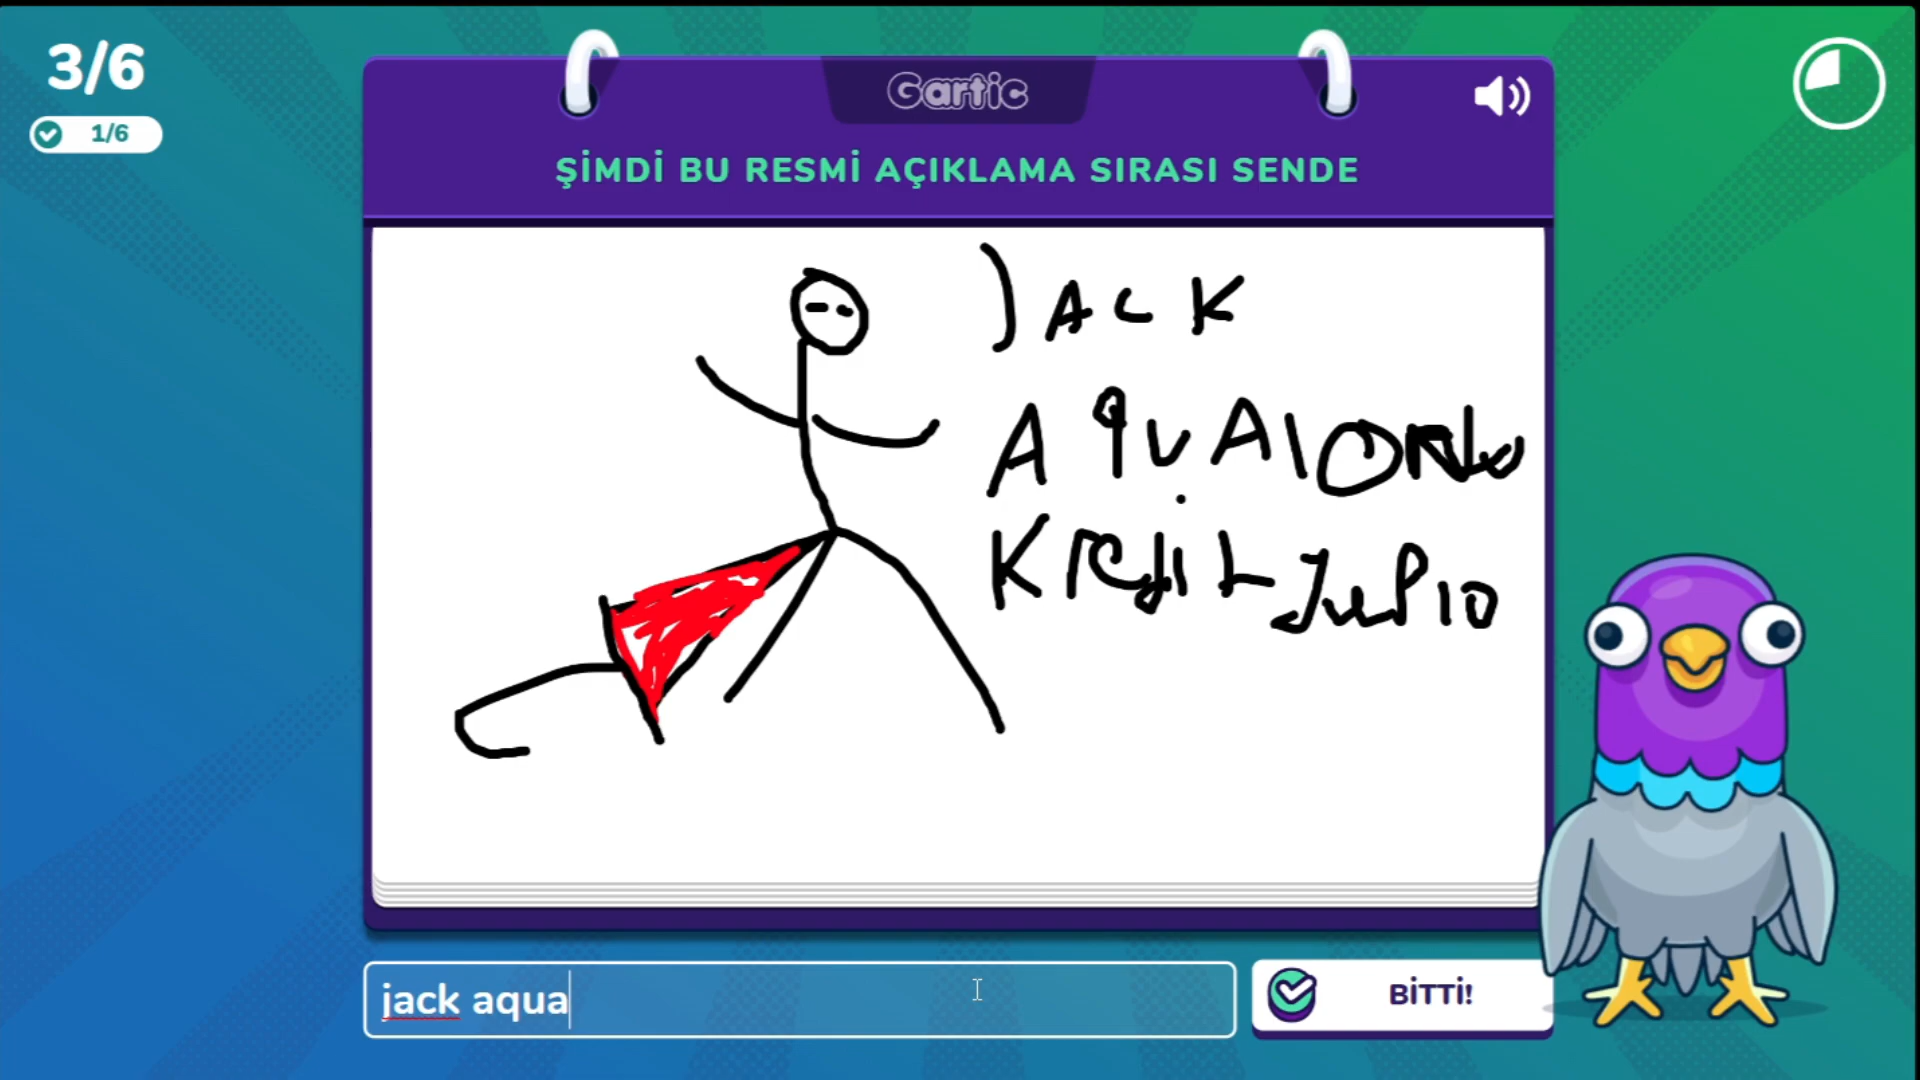 3/6
1/6
Gartic
ŞİMDİ BU RESMİ AÇIKLAMA SIRASI SENDE
JACK
jack aqua
BİTTİ!